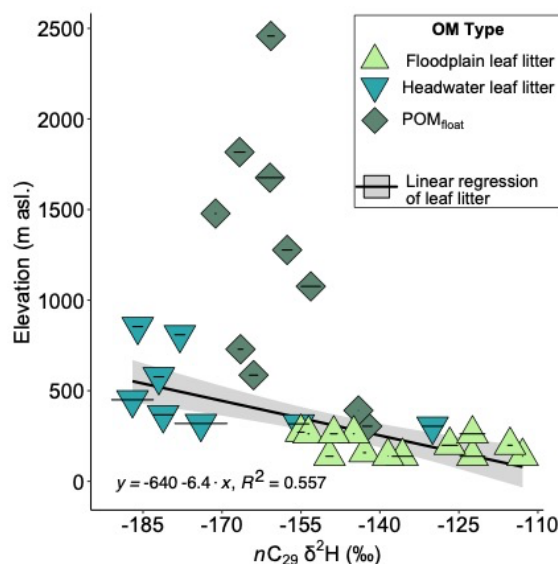 2500
2000
1500
1000
500
0
Elevation (m asl.)
OM Type
Floodplain leaf litter
Headwater leaf litter
POMfloat
Linear regression
of leaf litter
y = -640 -6.4 · x, R² = 0.557
-185 -170 -155 -140 -125 -110
nC₂₉ δ²H (‰)